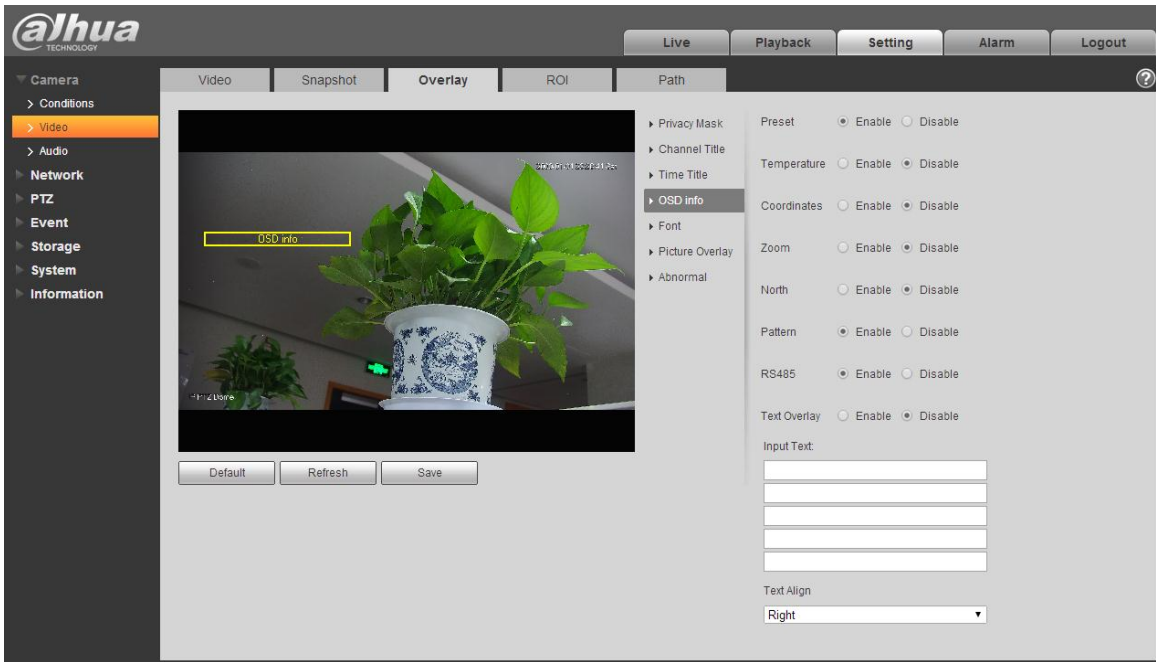 alhua
TECHNOLOGY
Live Playback Setting Alarm Logout
Camera
Conditions
Video
Audio
Network
PTZ
Event
Storage
System
Information
Video Snapshot Overlay ROI Path
?
OSD info
PTZ Dome
Default Refresh Save
Privacy Mask
Channel Title
Time Title
OSD info
Font
Picture Overlay
Abnormal
Preset Enable Disable
Temperature Enable Disable
Coordinates Enable Disable
Zoom Enable Disable
North Enable Disable
Pattern Enable Disable
RS485 Enable Disable
Text Overlay Enable Disable
Input Text:
Text Align
Right